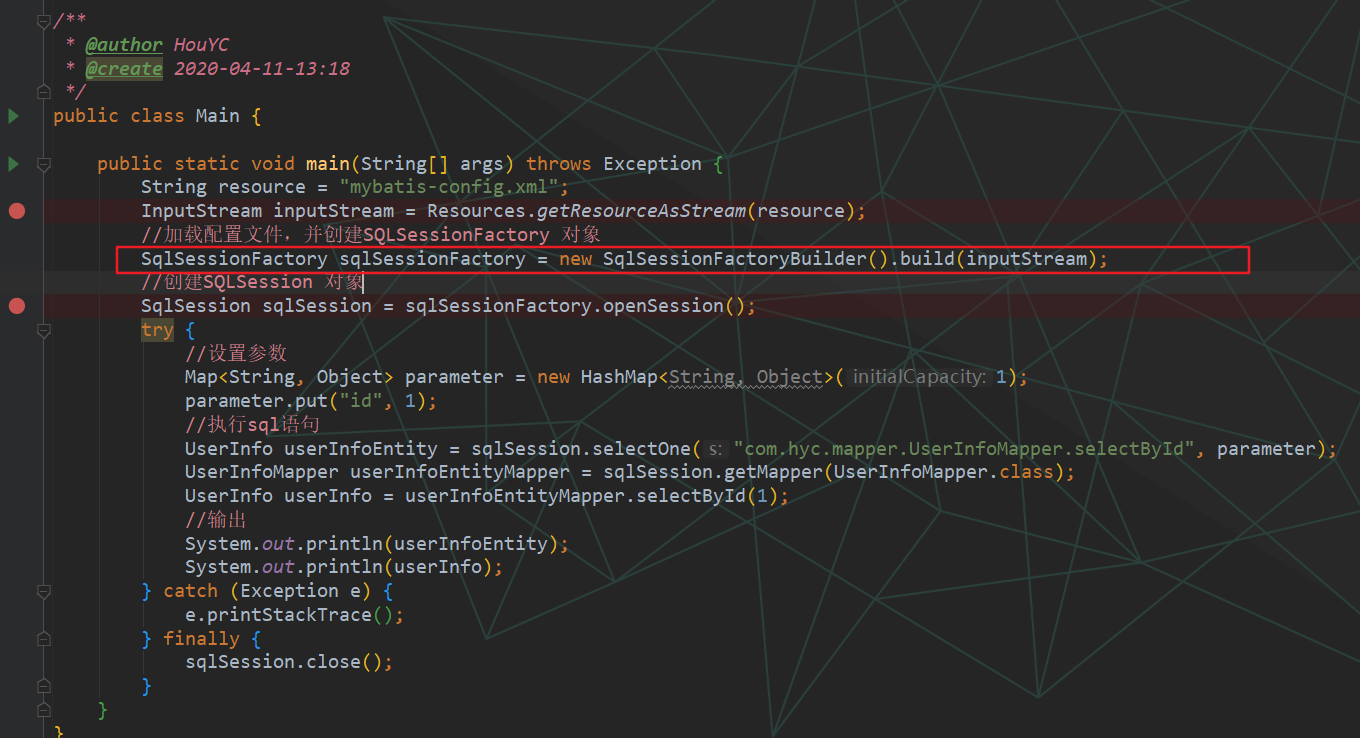 /**
 * @author HouYC
 * @create 2020-04-11-13:18
 */
public class Main {
public static void main(String[] args) throws Exception {
String resource = "mybatis-config.xml";
InputStream inputStream = Resources.getResourceAsStream(resource);
//加载配置文件，并创建SQLSessionFactory 对象
SqlSessionFactory sqlSessionFactory = new SqlSessionFactoryBuilder().build(inputStream);
//创建SQLSession 对象
SqlSession sqlSession = sqlSessionFactory.openSession();
try {
//设置参数
Map<String, Object> parameter = new HashMap<String, Object>( initialCapacity: 1);
parameter.put("id", 1);
//执行sql语句
UserInfo userInfoEntity = sqlSession.selectOne( s: "com.hyc.mapper.UserInfoMapper.selectById", parameter);
UserInfoMapper userInfoEntityMapper = sqlSession.getMapper(UserInfoMapper.class);
UserInfo userInfo = userInfoEntityMapper.selectById(1);
//输出
System.out.println(userInfoEntity);
System.out.println(userInfo);
} catch (Exception e) {
e.printStackTrace();
} finally {
sqlSession.close();
}
}
}